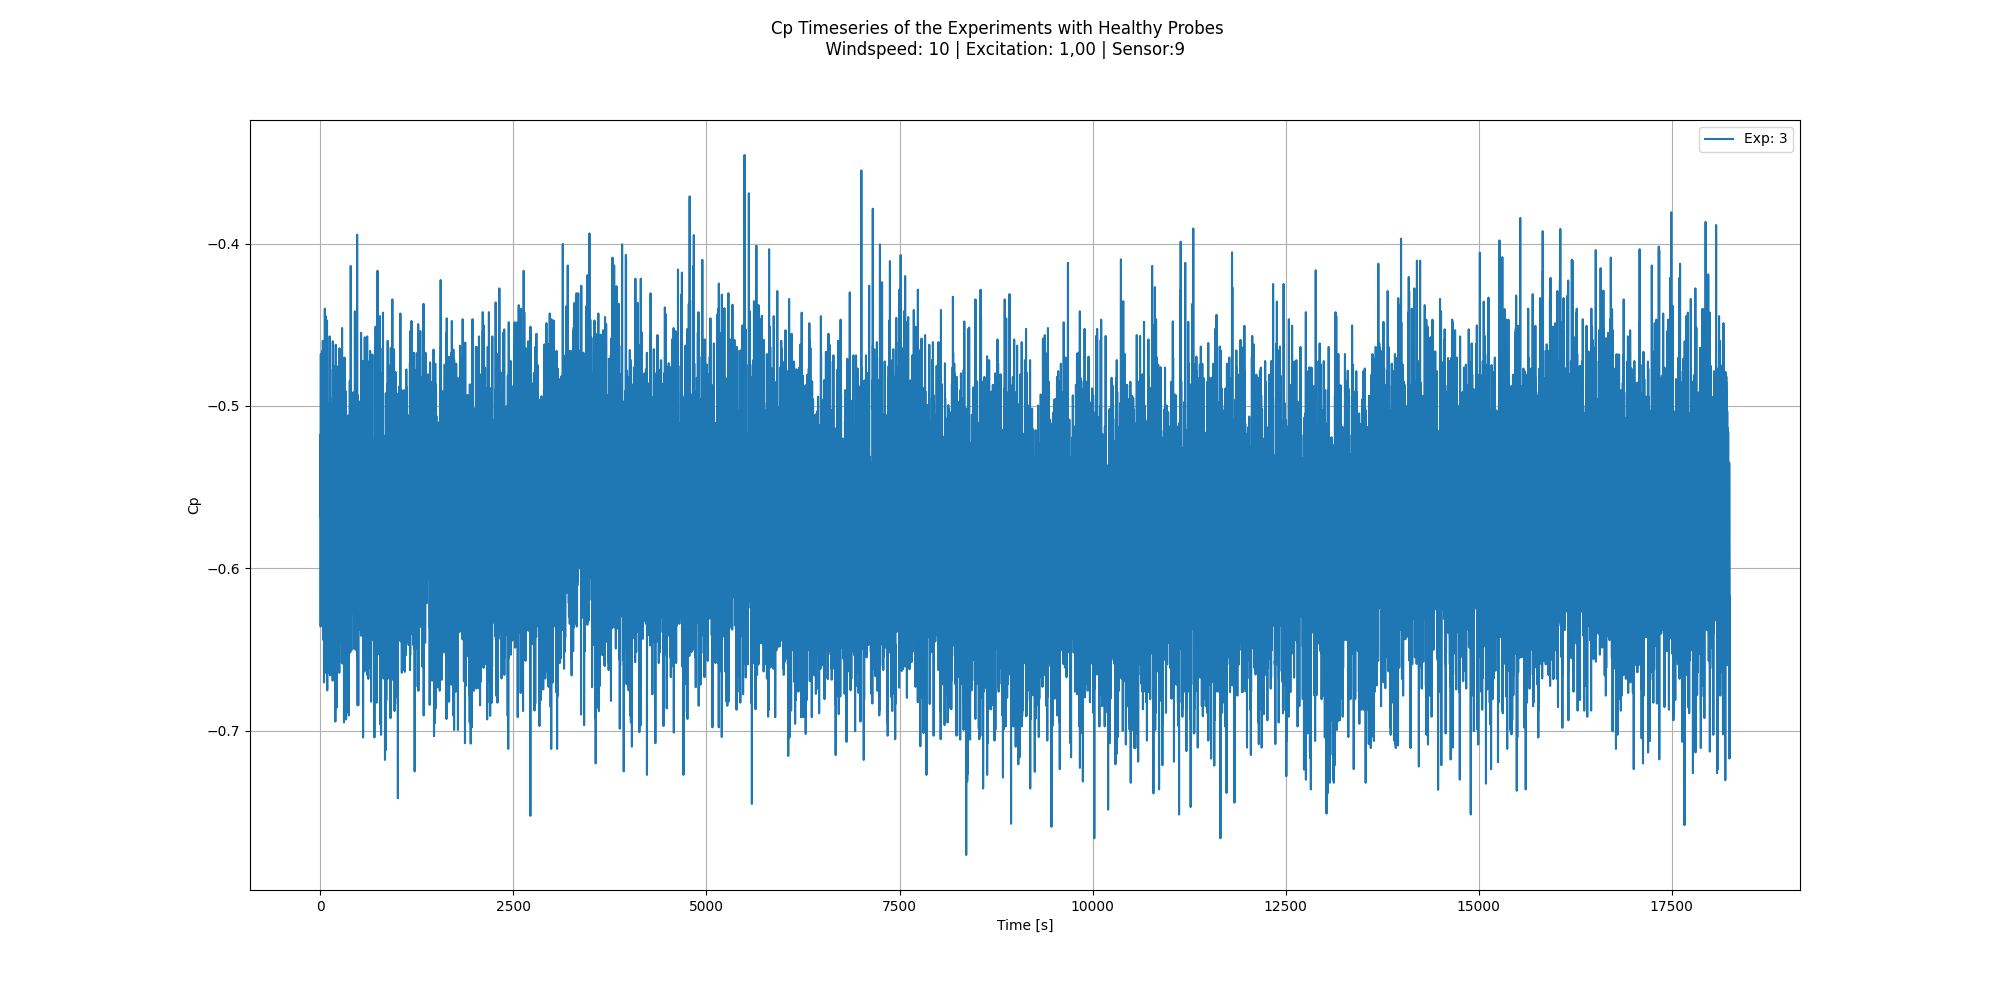 Cp Timeseries of the Experiments with Healthy Probes
Windspeed: 10 | Excitation: 1,00 | Sensor:9
Exp: 3
−0.4
−0.5
−0.6
−0.7
Cp
0 2500 5000 7500 10000 12500 15000 17500
Time [s]